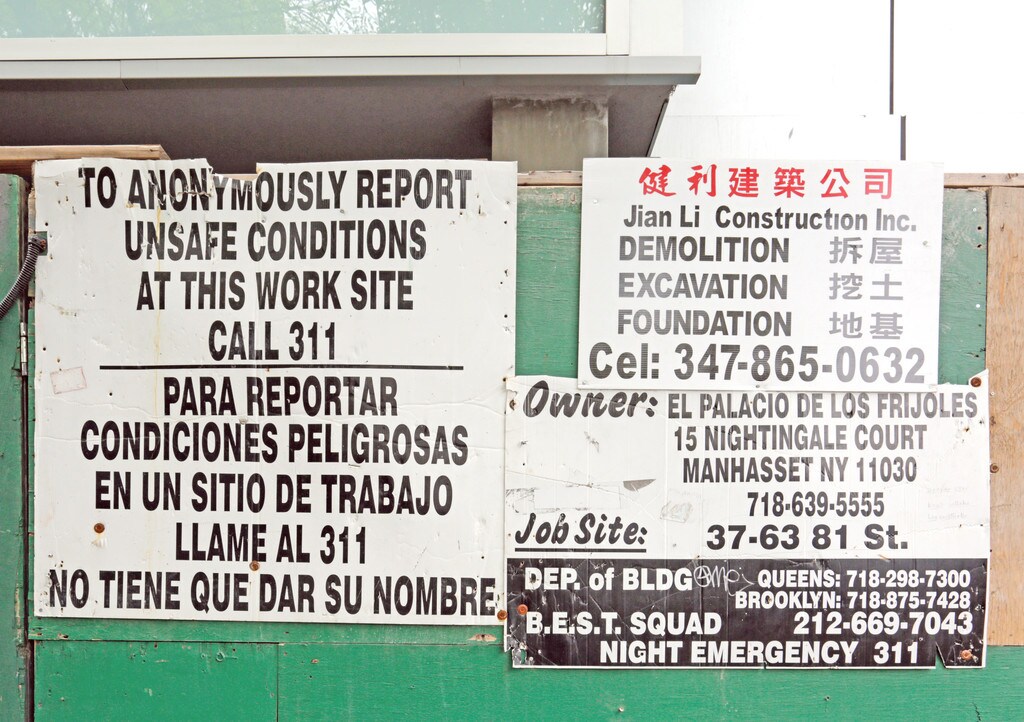 TO ANONYMOUSLY REPORT
UNSAFE CONDITIONS
AT THIS WORK SITE
CALL 311
PARA REPORTAR
CONDICIONES PELIGROSAS
EN UN SITIO DE TRABAJO
LLAME AL 311
NO TIENE QUE DAR SU NOMBRE
健利建築公司
Jian Li Construction Inc.
DEMOLITION 拆屋
EXCAVATION 挖土
FOUNDATION 地基
Cel: 347-865-0632
Owner: EL PALACIO DE LOS FRIJOLES
15 NIGHTINGALE COURT
MANHASSET NY 11030
718-639-5555
Job Site: 37-63 81 St.
DEP. of BLDG QUEENS: 718-298-7300
BROOKLYN: 718-875-7428
B.E.S.T. SQUAD 212-669-7043
NIGHT EMERGENCY 311